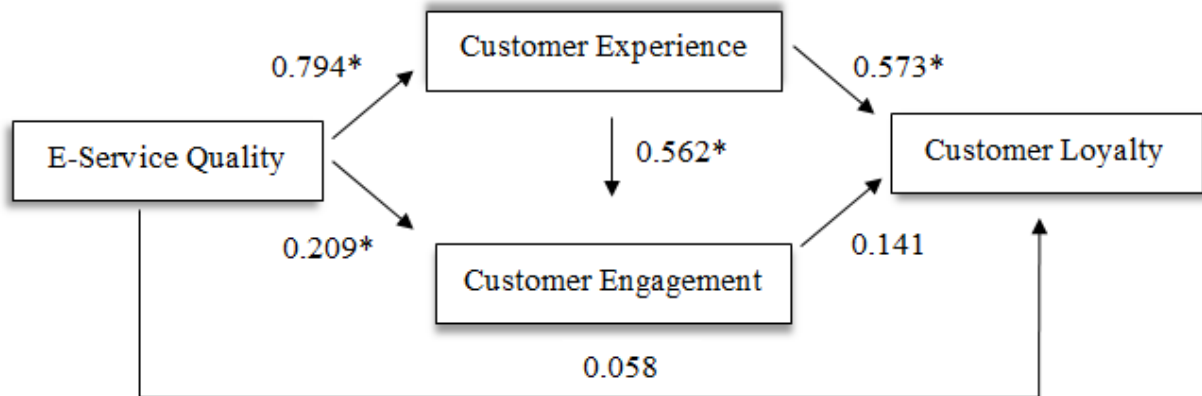 Customer Experience
0.794*
0.573*
E-Service Quality
0.562*
Customer Loyalty
0.209*
0.141
Customer Engagement
0.058